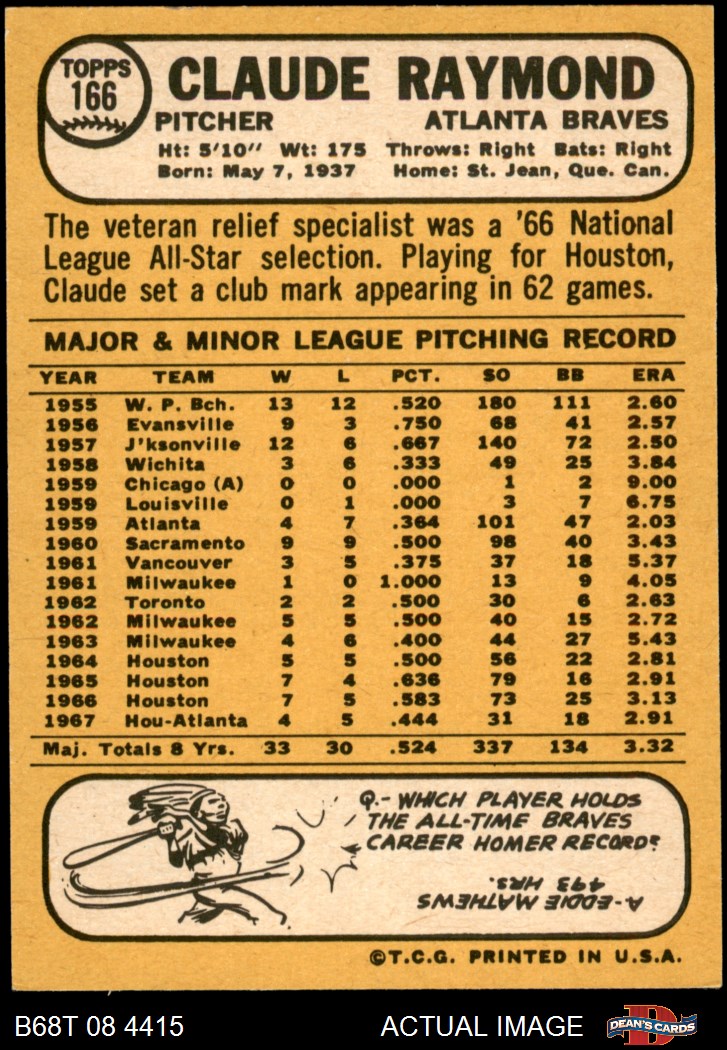 TOPPS
166
CLAUDE RAYMOND
PITCHER ATLANTA BRAVES
Ht: 5'10" Wt: 175 Throws: Right Bats: Right
Born: May 7, 1937 Home: St. Jean, Que. Can.
The veteran relief specialist was a '66 National
League All-Star selection. Playing for Houston,
Claude set a club mark appearing in 62 games.
MAJOR & MINOR LEAGUE PITCHING RECORD
YEAR TEAM W L PCT. SO BB ERA
1955 W. P. Bch. 13 12 .520 180 111 2.60
1956 Evansville 9 3 .750 68 41 2.57
1957 J'ksonville 12 6 .667 140 72 2.50
1958 Wichita 3 6 .333 49 25 3.84
1959 Chicago (A) 0 0 .000 1 2 9.00
1959 Louisville 0 1 .000 3 7 6.75
1959 Atlanta 4 7 .364 101 47 2.03
1960 Sacramento 9 9 .500 98 40 3.43
1961 Vancouver 3 5 .375 37 18 5.37
1961 Milwaukee 1 0 1.000 13 9 4.05
1962 Toronto 2 2 .500 30 6 2.63
1962 Milwaukee 5 5 .500 40 15 2.72
1963 Milwaukee 4 6 .400 44 27 5.43
1964 Houston 5 5 .500 56 22 2.81
1965 Houston 7 4 .636 79 16 2.91
1966 Houston 7 5 .583 73 25 3.13
1967 Hou-Atlanta 4 5 .444 31 18 2.91
Maj. Totals 8 Yrs. 33 30 .524 337 134 3.32
Q.- WHICH PLAYER HOLDS
THE ALL-TIME BRAVES
CAREER HOMER RECORD?
A-EDDIE MATHEWS
493 HRS.
©T.C.G. PRINTED IN U.S.A.
B68T 08 4415 ACTUAL IMAGE
DEAN'S CARDS